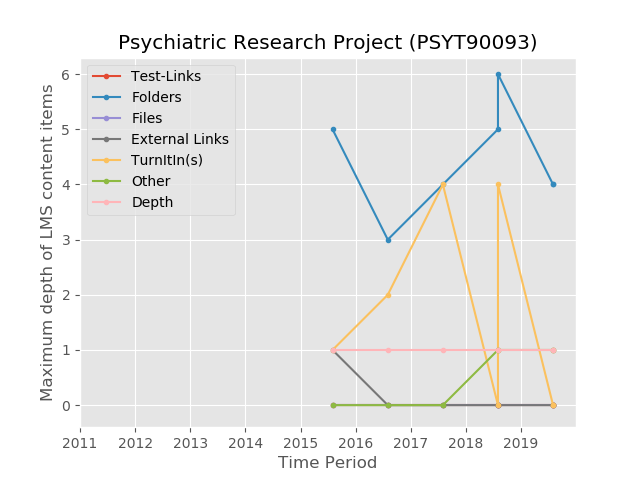 Psychiatric Research Project (PSYT90093)
Maximum depth of LMS content items
6
5
4
3
2
1
0
Test-Links
Folders
Files
External Links
TurnItIn(s)
Other
Depth
2011 2012 2013 2014 2015 2016 2017 2018 2019
Time Period